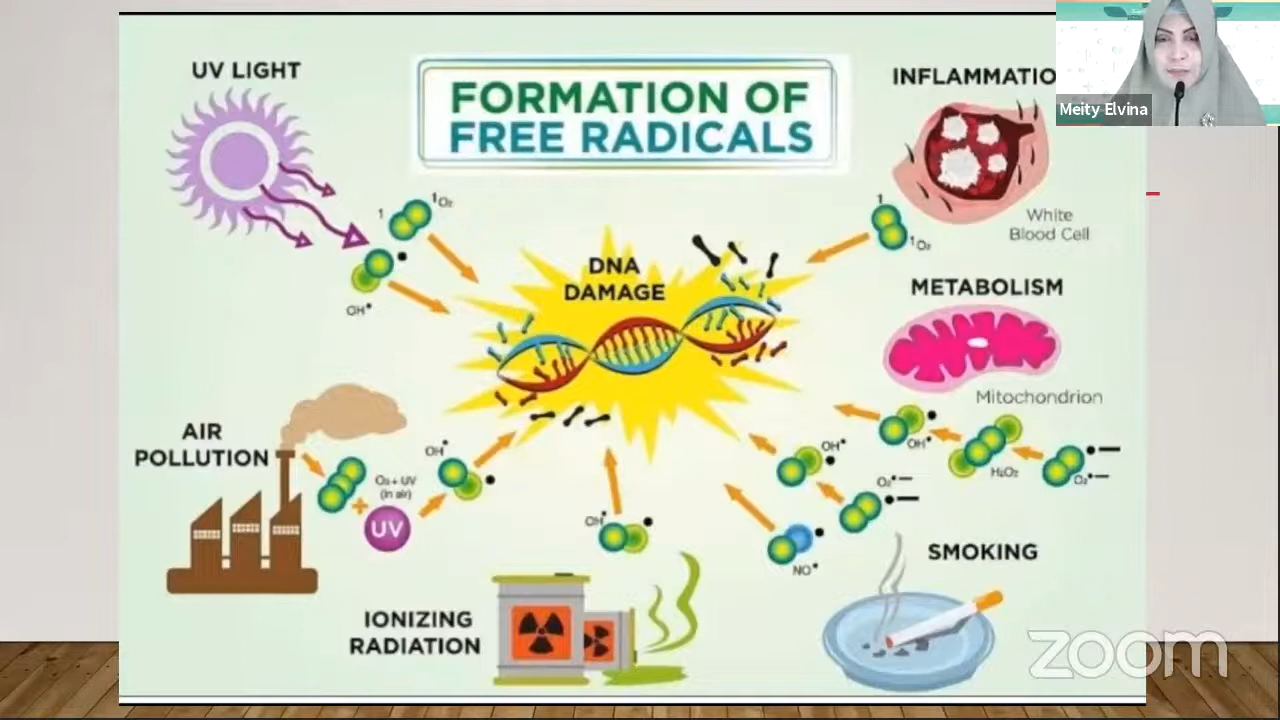 UV LIGHT
FORMATION OF
FREE RADICALS
INFLAMMATIO
Meity Elvina
1
¹O₂
OH•
DNA
DAMAGE
1
¹O₂
White
Blood Cell
METABOLISM
Mitochondrion
AIR
POLLUTION
O₃ + UV
(in air)
UV
OH•
OH•
OH•
O₂•—
NO•
OH•
H₂O₂
O₂•—
SMOKING
IONIZING
RADIATION
zoom